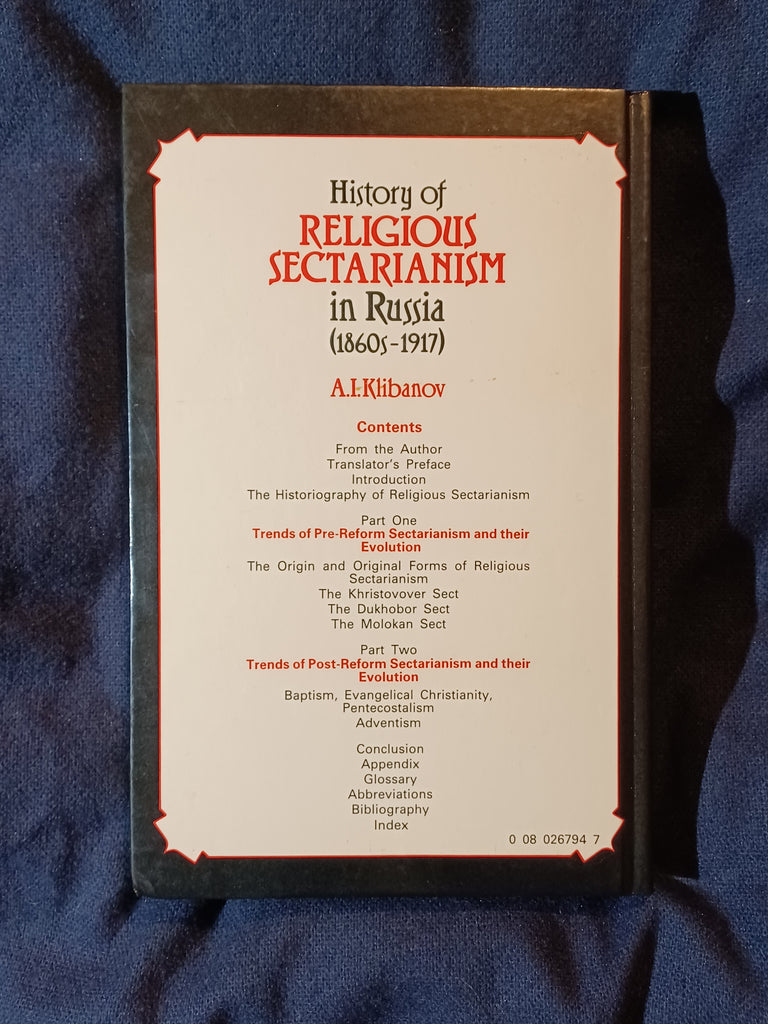 History of
RELIGIOUS
SECTARIANISM
in Russia
(1860s-1917)
A.I.Klibanov
Contents
From the Author
Translator's Preface
Introduction
The Historiography of Religious Sectarianism
Part One
Trends of Pre-Reform Sectarianism and their
Evolution
The Origin and Original Forms of Religious
Sectarianism
The Khristovover Sect
The Dukhobor Sect
The Molokan Sect
Part Two
Trends of Post-Reform Sectarianism and their
Evolution
Baptism, Evangelical Christianity,
Pentecostalism
Adventism
Conclusion
Appendix
Glossary
Abbreviations
Bibliography
Index
0 08 026794 7